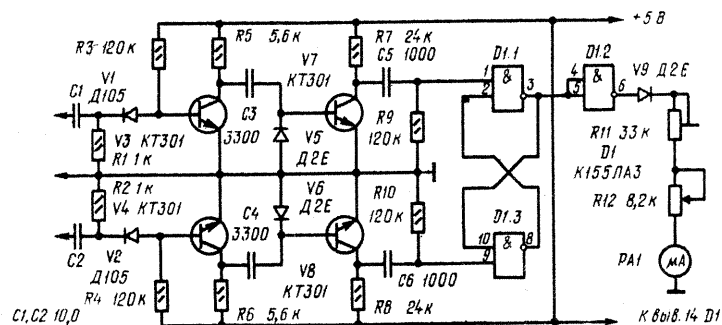 +5 В
R5 5,6к
R7 24к
R3 120к
V7
КТ301
C5 1000
D1.1
D1.2
&
&
1
2
3
4
5
6
V9 Д2Е
V1
Д105
C1
C3
3300
V3 КТ301
R1 1к
V5
Д2Е
R9
120к
R11 33к
D1
К155ЛА3
R2 1к
V4 КТ301
V6
Д2Е
R10
120к
R12 8,2к
C4
3300
D1.3
&
10
9
8
C2
V2
Д105
V8
КТ301
C6 1000
PA1
мА
R4 120к
R6 5,6к
R8 24к
C1,C2 10,0
К выв. 14 D1